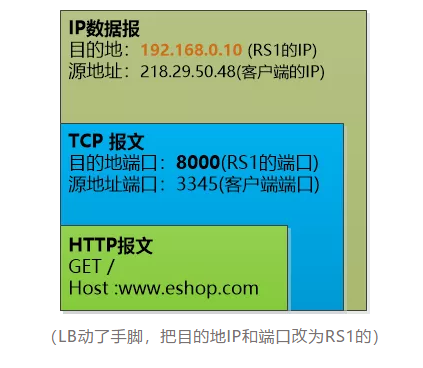 IP数据报
目的地：192.168.0.10 (RS1的IP)
源地址：218.29.50.48(客户端的IP)
TCP 报文
目的地端口：8000(RS1的端口)
源地址端口：3345(客户端端口)
HTTP报文
GET /
Host :www.eshop.com
（LB动了手脚，把目的地IP和端口改为RS1的）